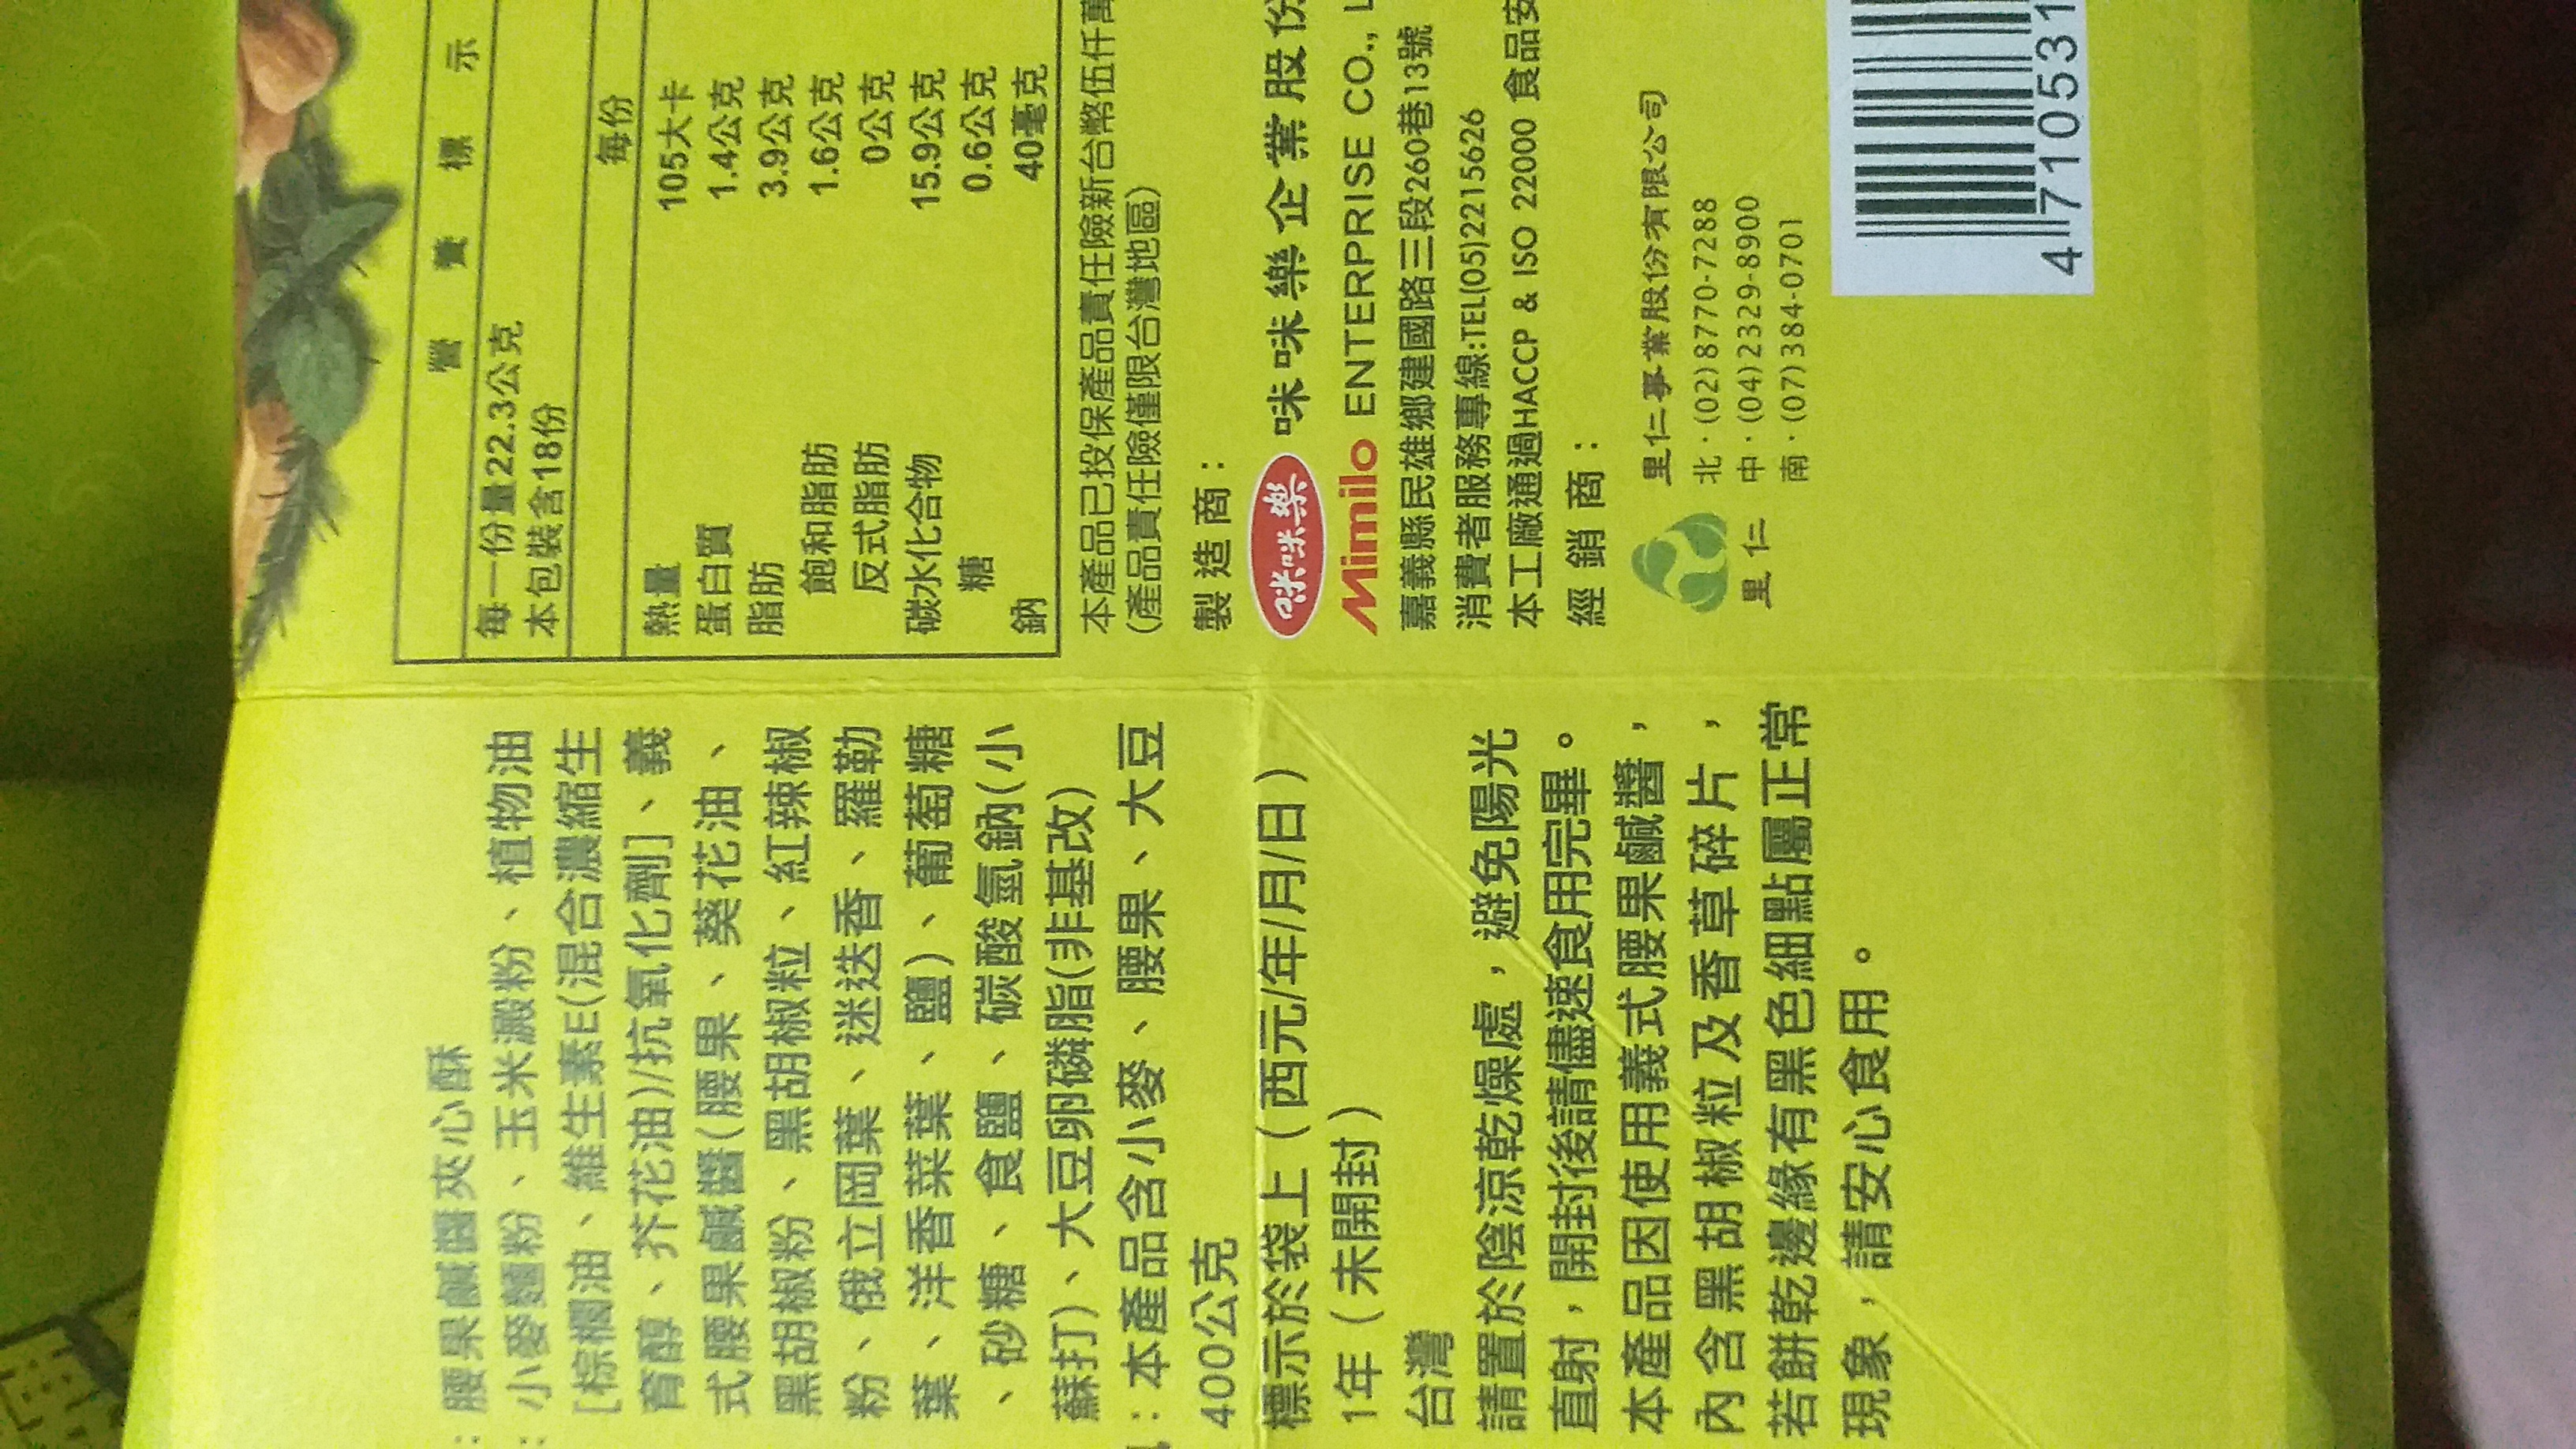 ：腰果鹹醬夾心酥
：小麥麵粉、玉米澱粉、植物油
[棕櫚油、維生素E(混合濃縮生
育醇、芥花油)/抗氧化劑]、義
式腰果鹹醬(腰果、葵花油、
黑胡椒粉、黑胡椒粒、紅辣椒
粉、俄立岡葉、迷迭香、羅勒
葉、洋香菜葉、鹽)、葡萄糖
、砂糖、食鹽、碳酸氫鈉(小
蘇打)、大豆卵磷脂(非基改)
：本產品含小麥、腰果、大豆
400公克
標示於袋上（西元/年/月/日）
1年（未開封）
台灣
請置於陰涼乾燥處，避免陽光
直射，開封後請儘速食用完畢。
本產品因使用義式腰果鹹醬，
內含黑胡椒粒及香草碎片，
若餅乾邊緣有黑色細點屬正常
現象，請安心食用。
營養標示
每一份量22.3公克
本包裝含18份
每份
熱量 105大卡
蛋白質 1.4公克
脂肪 3.9公克
飽和脂肪 1.6公克
反式脂肪 0公克
碳水化合物 15.9公克
糖 0.6公克
鈉 40毫克
本產品已投保產品責任險新台幣伍仟萬
(產品責任險僅限台灣地區)
製造商：
咪咪樂 咪咪樂企業股份
Mimilo ENTERPRISE CO., L
嘉義縣民雄鄉建國路三段260巷13號
消費者服務專線:TEL(05)2215626
本工廠通過HACCP & ISO 22000 食品安
經銷商：
里仁
里仁事業股份有限公司
北·(02)8770-7288
中·(04)2329-8900
南·(07)384-0701
4 710531